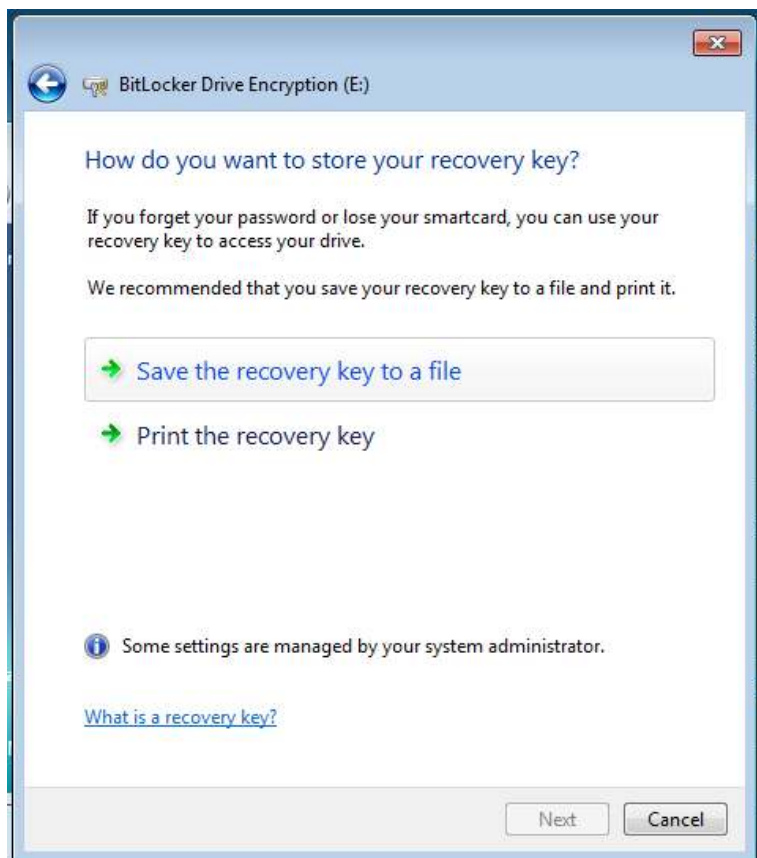 BitLocker Drive Encryption (E:)
How do you want to store your recovery key?
If you forget your password or lose your smartcard, you can use your
recovery key to access your drive.
We recommended that you save your recovery key to a file and print it.
Save the recovery key to a file
Print the recovery key
Some settings are managed by your system administrator.
What is a recovery key?
Next
Cancel